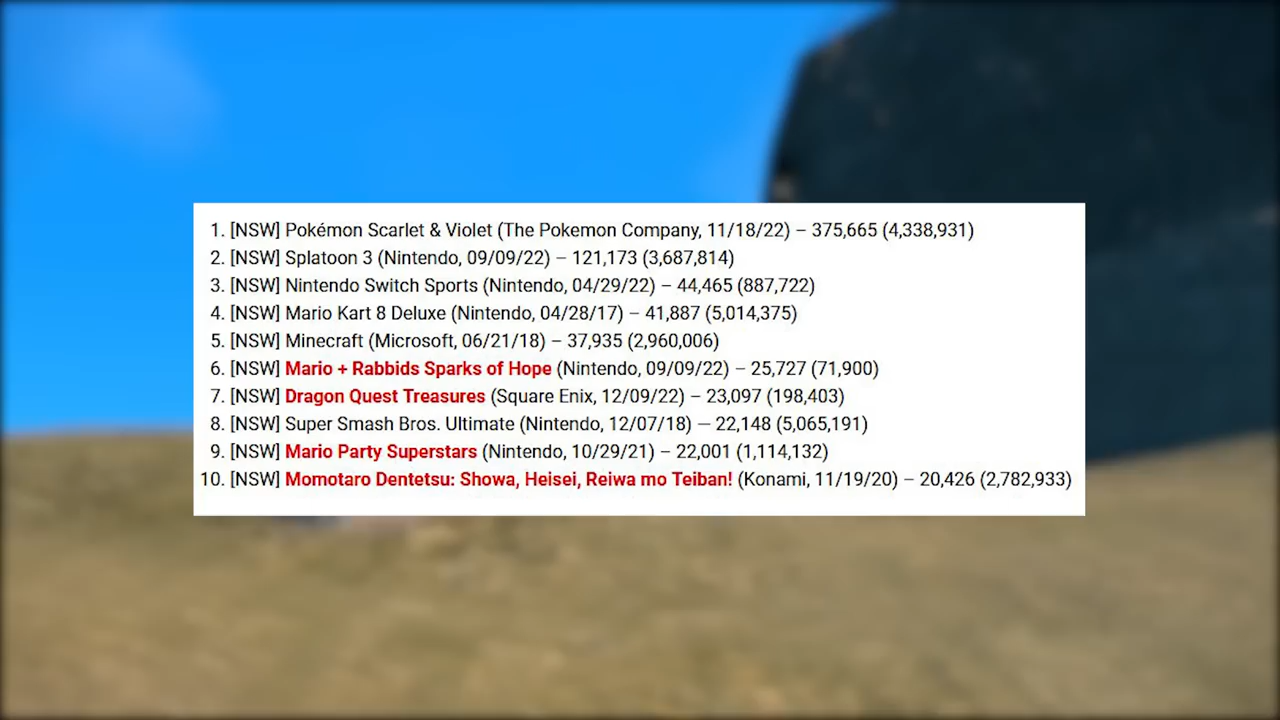 1. [NSW] Pokémon Scarlet & Violet (The Pokemon Company, 11/18/22) – 375,665 (4,338,931)
2. [NSW] Splatoon 3 (Nintendo, 09/09/22) – 121,173 (3,687,814)
3. [NSW] Nintendo Switch Sports (Nintendo, 04/29/22) – 44,465 (887,722)
4. [NSW] Mario Kart 8 Deluxe (Nintendo, 04/28/17) – 41,887 (5,014,375)
5. [NSW] Minecraft (Microsoft, 06/21/18) – 37,935 (2,960,006)
6. [NSW] Mario + Rabbids Sparks of Hope (Nintendo, 09/09/22) – 25,727 (71,900)
7. [NSW] Dragon Quest Treasures (Square Enix, 12/09/22) – 23,097 (198,403)
8. [NSW] Super Smash Bros. Ultimate (Nintendo, 12/07/18) — 22,148 (5,065,191)
9. [NSW] Mario Party Superstars (Nintendo, 10/29/21) – 22,001 (1,114,132)
10. [NSW] Momotaro Dentetsu: Showa, Heisei, Reiwa mo Teiban! (Konami, 11/19/20) – 20,426 (2,782,933)